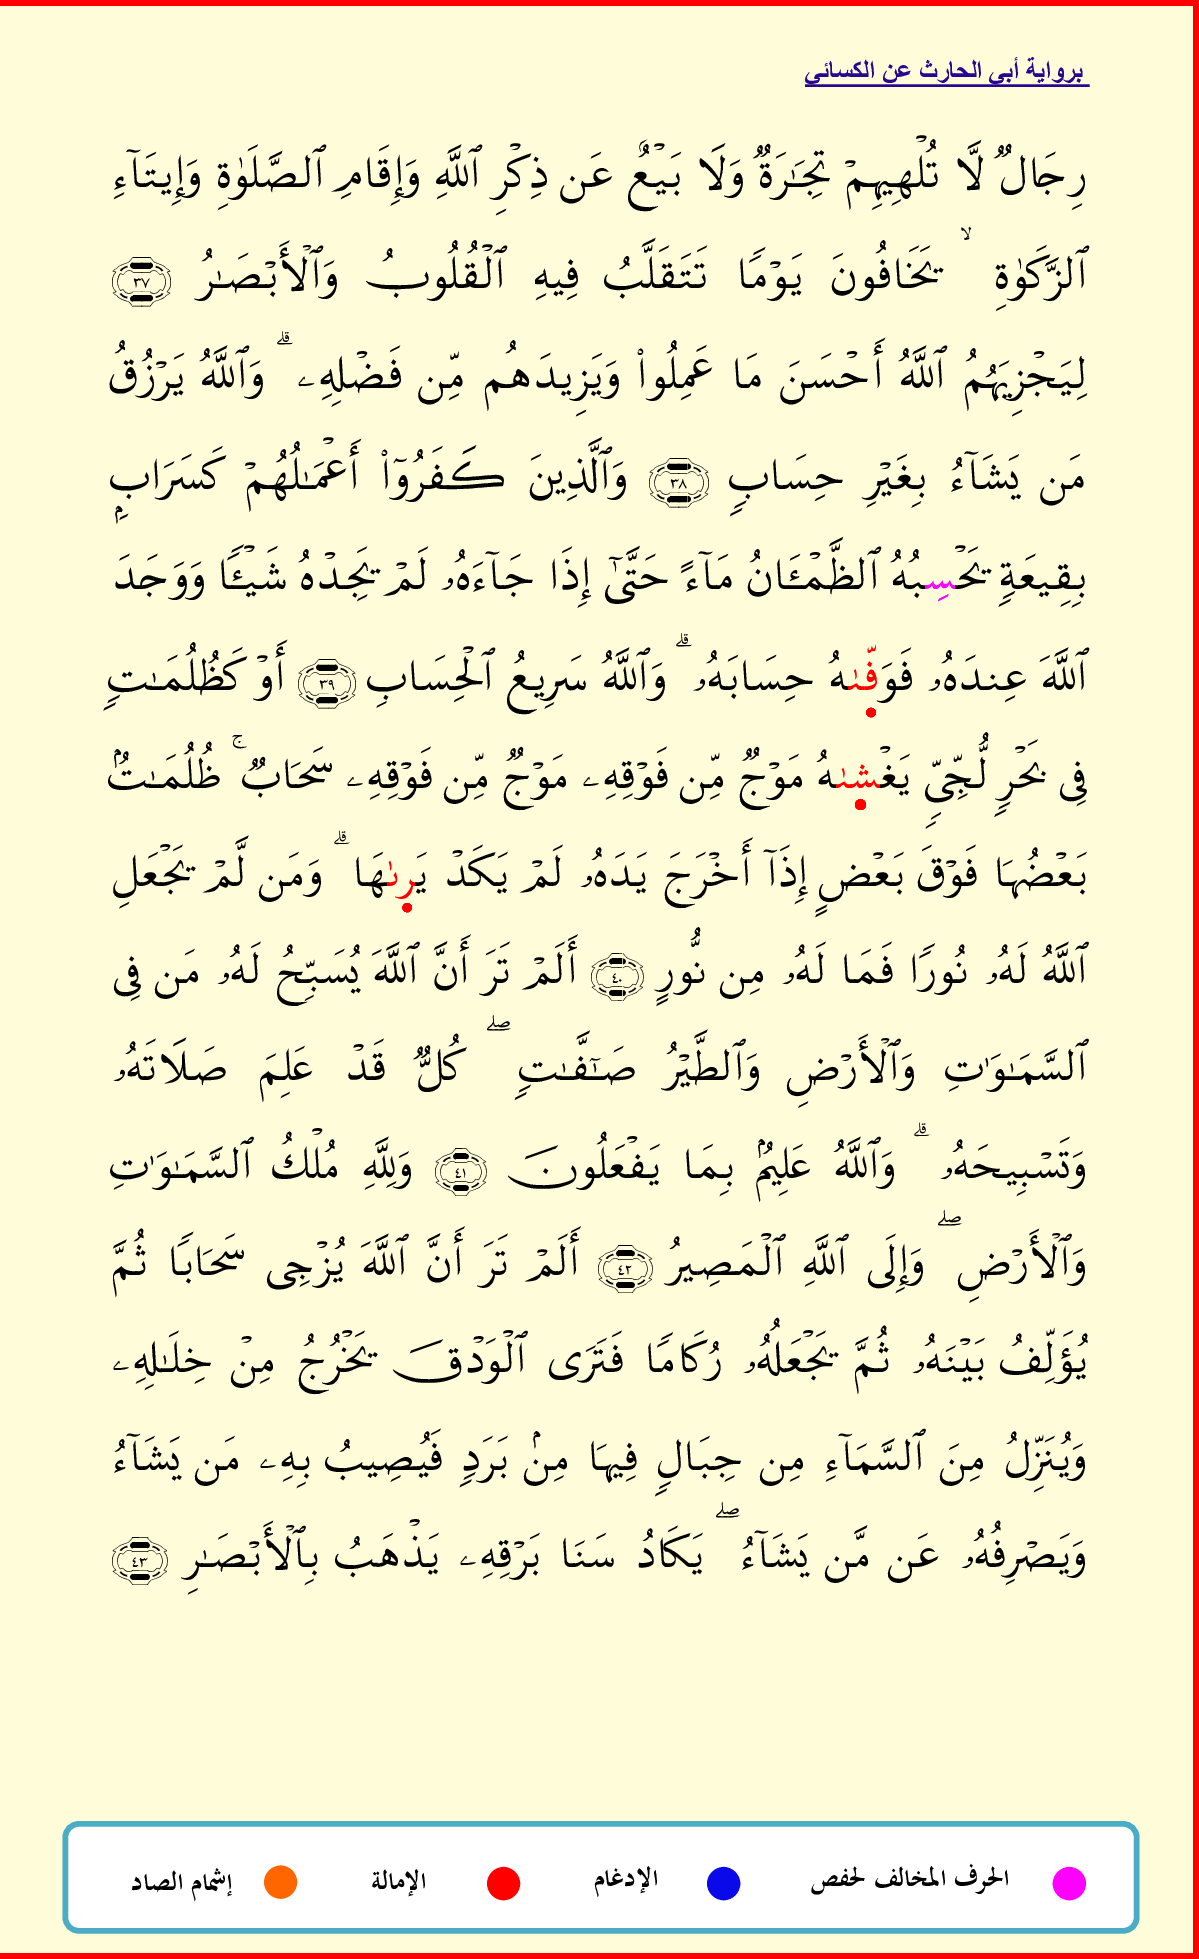 برواية أبي الحارث عن الكسائي
رِجَالٌ لَّا تُلْهِيهِمْ تِجَٰرَةٌ وَلَا بَيْعٌ عَن ذِكْرِ ٱللَّهِ وَإِقَامِ ٱلصَّلَوٰةِ وَإِيتَآءِ
ٱلزَّكَوٰةِ ۙ يَخَافُونَ يَوْمًا تَتَقَلَّبُ فِيهِ ٱلْقُلُوبُ وَٱلْأَبْصَٰرُ ٣٧
لِيَجْزِيَهُمُ ٱللَّهُ أَحْسَنَ مَا عَمِلُوا۟ وَيَزِيدَهُم مِّن فَضْلِهِۦ ۗ وَٱللَّهُ يَرْزُقُ
مَن يَشَآءُ بِغَيْرِ حِسَابٍ ٣٨ وَٱلَّذِينَ كَفَرُوٓا۟ أَعْمَٰلُهُمْ كَسَرَابٍۭ
بِقِيعَةٍ يَحْسِبُهُ ٱلظَّمْـَٔانُ مَآءً حَتَّىٰٓ إِذَا جَآءَهُۥ لَمْ يَجِدْهُ شَيْـًٔا وَوَجَدَ
ٱللَّهَ عِندَهُۥ فَوَفِّىٰهُ حِسَابَهُۥ ۗ وَٱللَّهُ سَرِيعُ ٱلْحِسَابِ ٣٩ أَوْ كَظُلُمَٰتٍ
فِى بَحْرٍ لُّجِّىٍّ يَغْشِىٰهُ مَوْجٌ مِّن فَوْقِهِۦ مَوْجٌ مِّن فَوْقِهِۦ سَحَابٌ ۚ ظُلُمَٰتٌۢ
بَعْضُهَا فَوْقَ بَعْضٍ إِذَآ أَخْرَجَ يَدَهُۥ لَمْ يَكَدْ يَرِىٰهَا ۗ وَمَن لَّمْ يَجْعَلِ
ٱللَّهُ لَهُۥ نُورًا فَمَا لَهُۥ مِن نُّورٍ ٤٠ أَلَمْ تَرَ أَنَّ ٱللَّهَ يُسَبِّحُ لَهُۥ مَن فِى
ٱلسَّمَٰوَٰتِ وَٱلْأَرْضِ وَٱلطَّيْرُ صَٰٓفَّٰتٍ ۖ كُلٌّ قَدْ عَلِمَ صَلَاتَهُۥ
وَتَسْبِيحَهُۥ ۗ وَٱللَّهُ عَلِيمٌۢ بِمَا يَفْعَلُونَ ٤١ وَلِلَّهِ مُلْكُ ٱلسَّمَٰوَٰتِ
وَٱلْأَرْضِ ۖ وَإِلَى ٱللَّهِ ٱلْمَصِيرُ ٤٢ أَلَمْ تَرَ أَنَّ ٱللَّهَ يُزْجِى سَحَابًا ثُمَّ
يُؤَلِّفُ بَيْنَهُۥ ثُمَّ يَجْعَلُهُۥ رُكَامًا فَتَرَى ٱلْوَدْقَ يَخْرُجُ مِنْ خِلَٰلِهِۦ
وَيُنَزِّلُ مِنَ ٱلسَّمَآءِ مِن جِبَالٍ فِيهَا مِنۢ بَرَدٍ فَيُصِيبُ بِهِۦ مَن يَشَآءُ
وَيَصْرِفُهُۥ عَن مَّن يَشَآءُ ۖ يَكَادُ سَنَا بَرْقِهِۦ يَذْهَبُ بِٱلْأَبْصَٰرِ ٤٣
الحرف المخالف لحفص الإدغام الإمالة إشمام الصاد